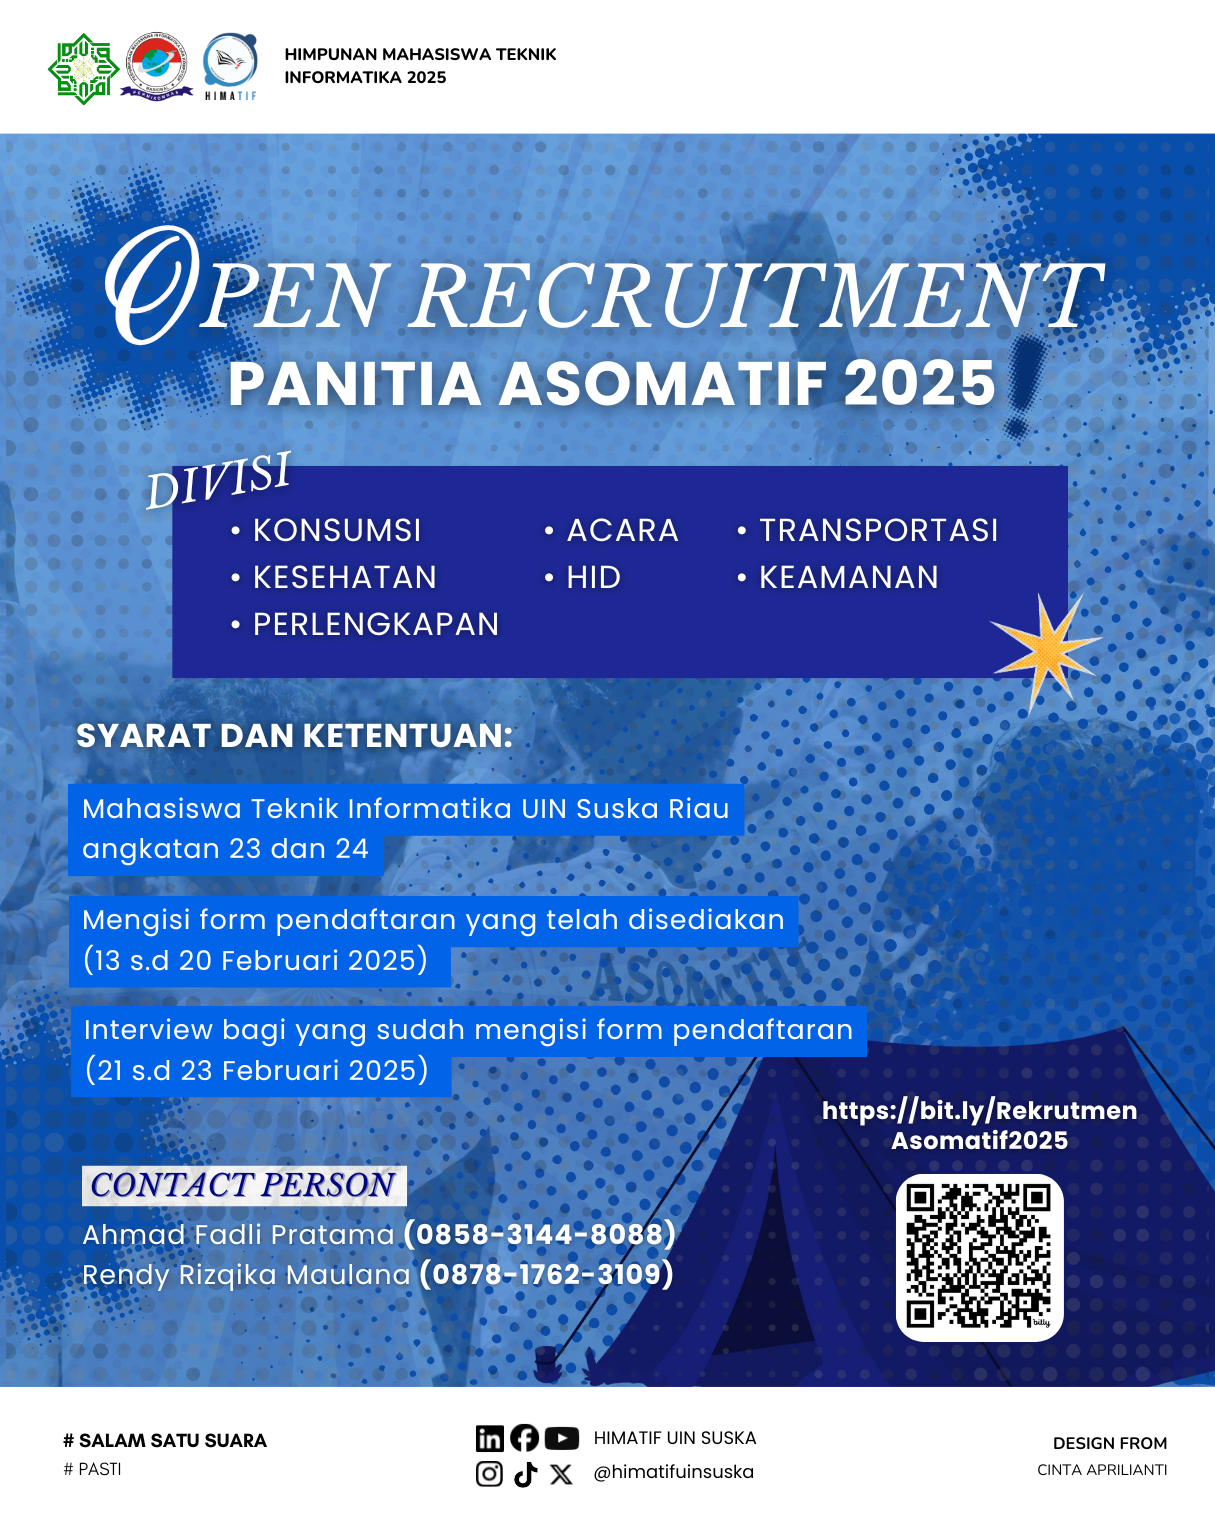 HIMATIF
HIMPUNAN MAHASISWA TEKNIK
INFORMATIKA 2025
OPEN RECRUITMENT
PANITIA ASOMATIF 2025!
DIVISI
• KONSUMSI
• KESEHATAN
• PERLENGKAPAN
• ACARA
• HID
• TRANSPORTASI
• KEAMANAN
SYARAT DAN KETENTUAN:
Mahasiswa Teknik Informatika UIN Suska Riau
angkatan 23 dan 24
Mengisi form pendaftaran yang telah disediakan
(13 s.d 20 Februari 2025)
ASOMATIF
Interview bagi yang sudah mengisi form pendaftaran
(21 s.d 23 Februari 2025)
https://bit.ly/Rekrutmen
Asomatif2025
bitly
CONTACT PERSON
Ahmad Fadli Pratama (0858-3144-8088)
Rendy Rizqika Maulana (0878-1762-3109)
# SALAM SATU SUARA
# PASTI
HIMATIF UIN SUSKA
@himatifuinsuska
DESIGN FROM
CINTA APRILIANTI